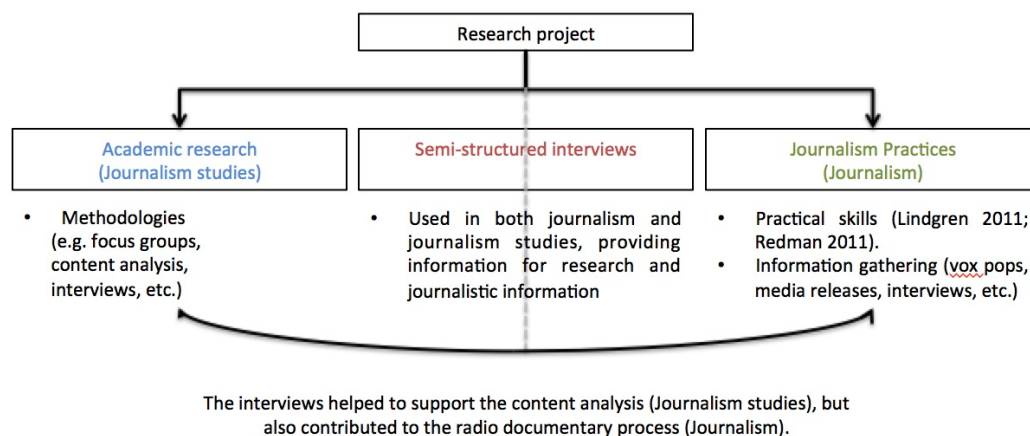 Research project
Academic research
(Journalism studies)
Semi-structured interviews
Journalism Practices
(Journalism)
• Methodologies
(e.g. focus groups,
content analysis,
interviews, etc.)
• Used in both journalism and
journalism studies, providing
information for research and
journalistic information
• Practical skills (Lindgren 2011;
Redman 2011).
• Information gathering (vox pops,
media releases, interviews, etc.)
The interviews helped to support the content analysis (Journalism studies), but
also contributed to the radio documentary process (Journalism).